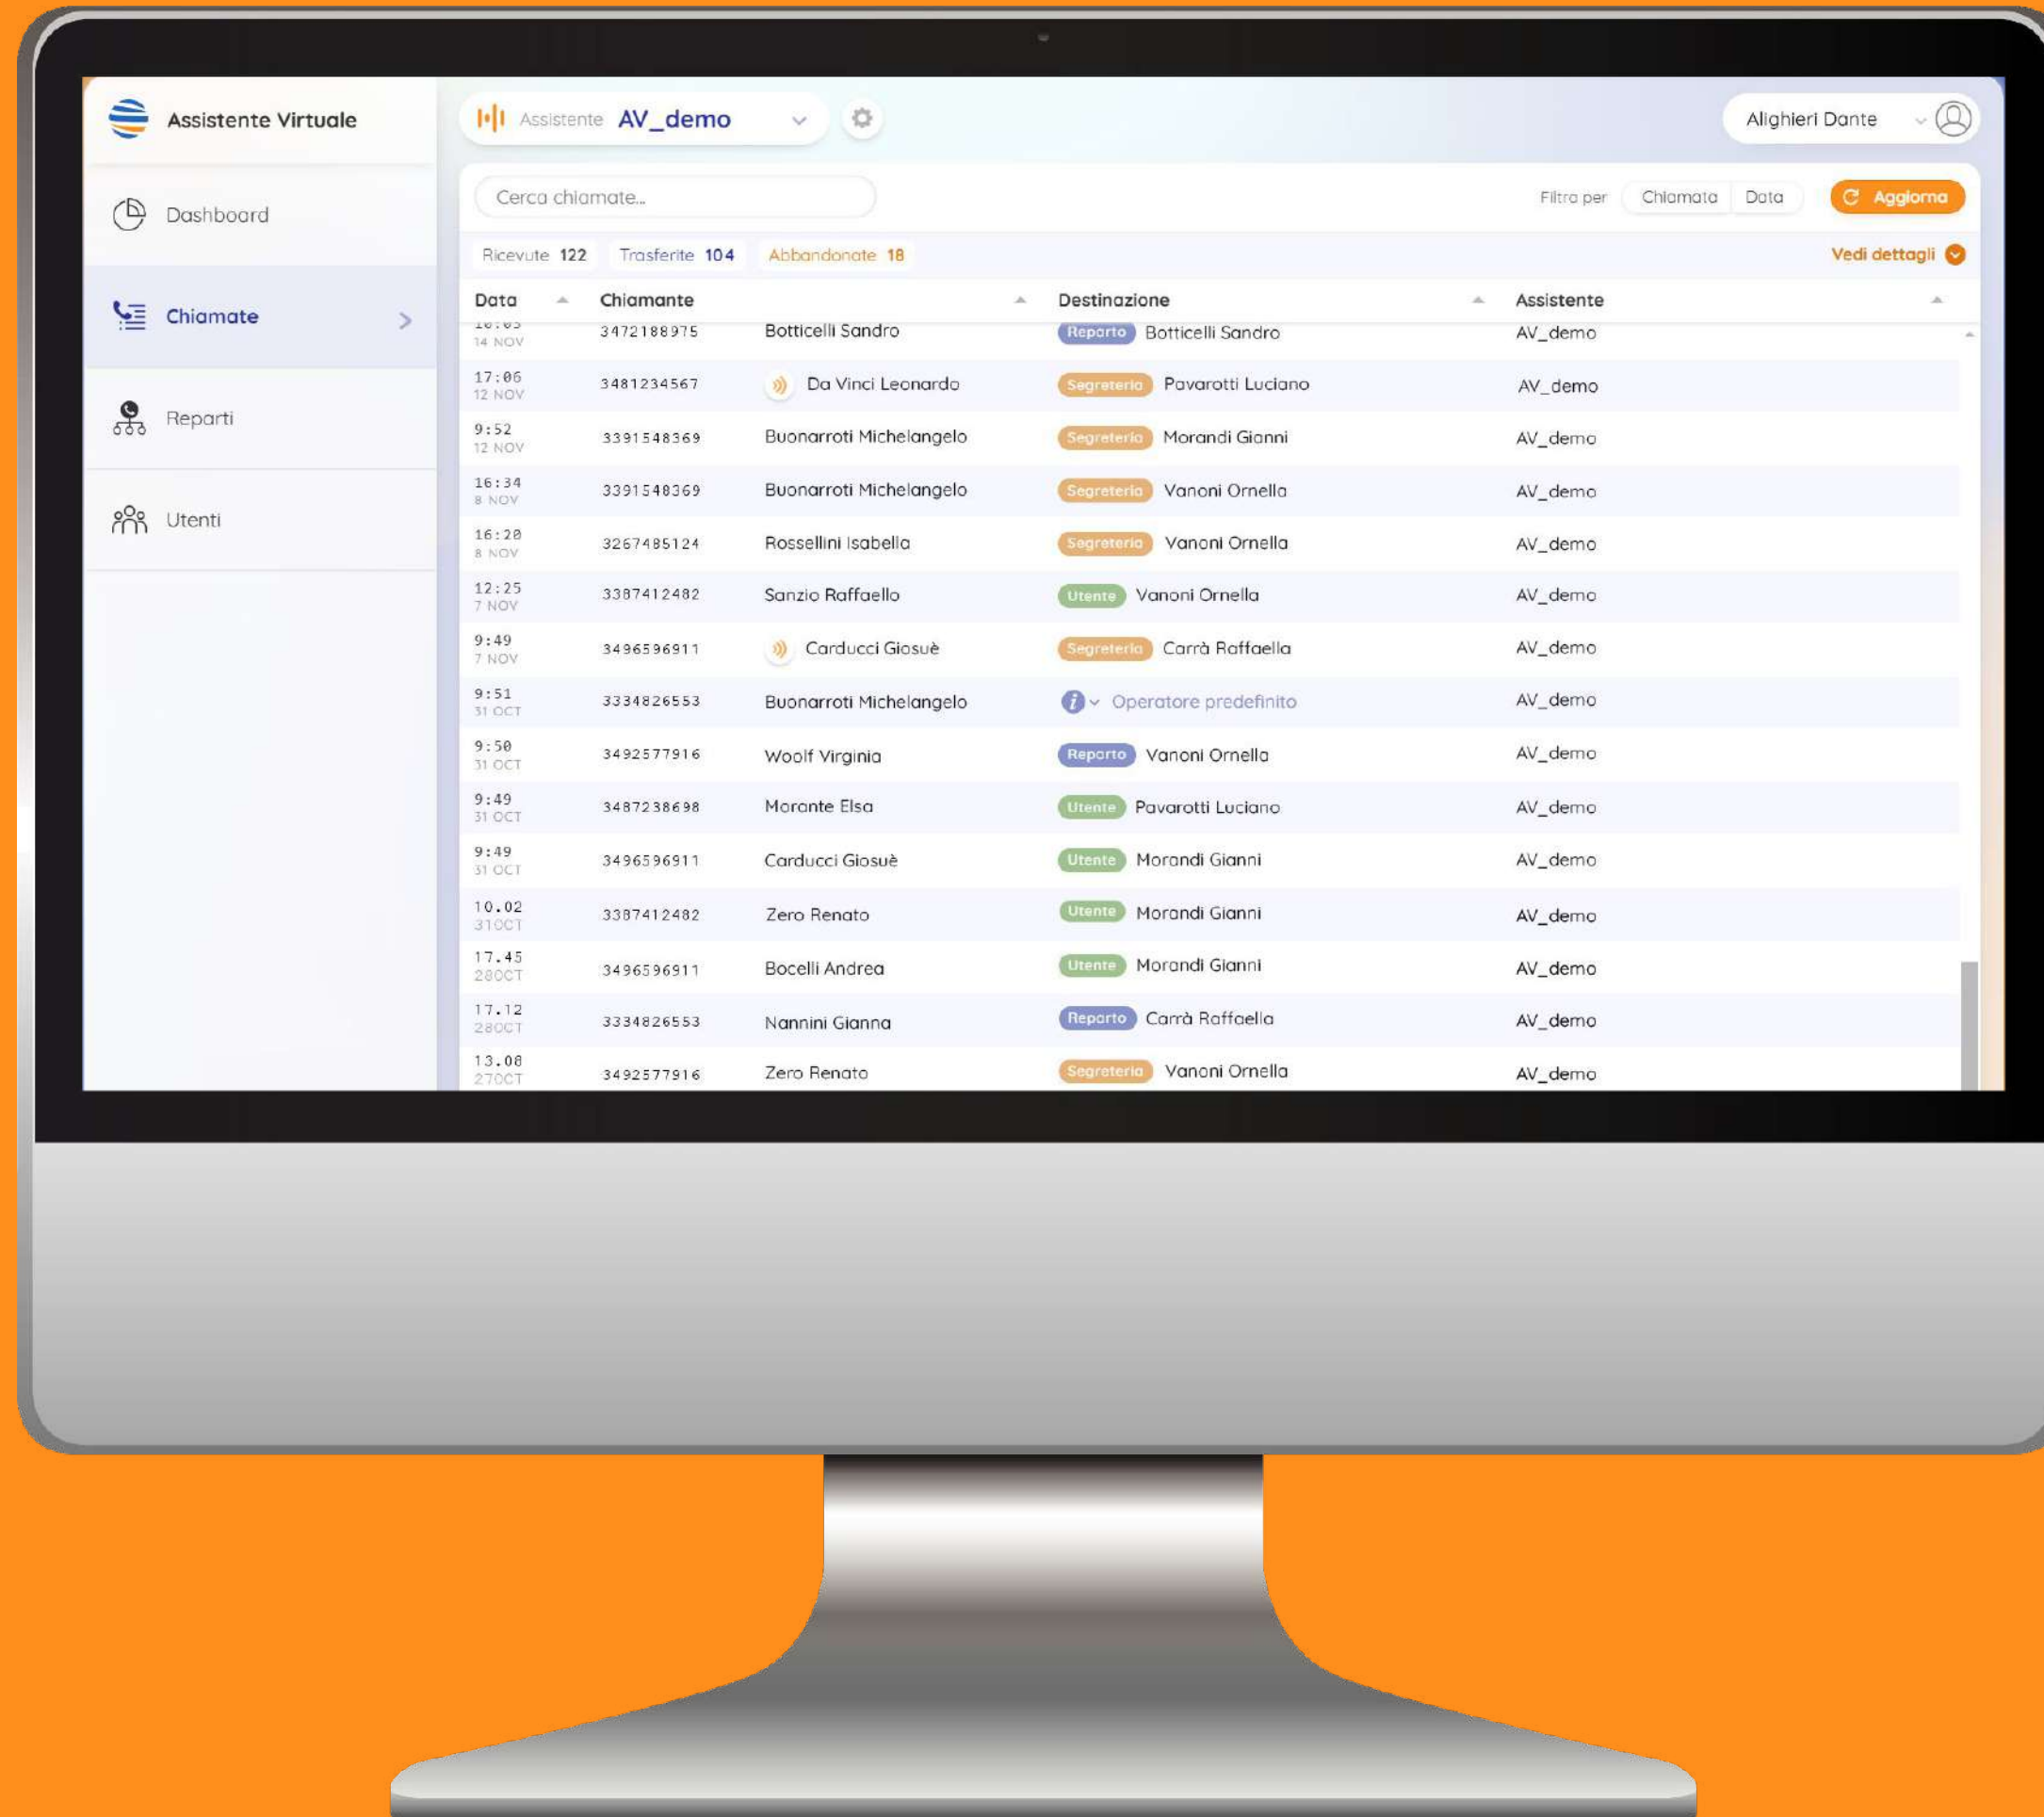 Assistente Virtuale
Assistente AV_demo
Alighieri Dante
Dashboard
Chiamate
Reparti
Utenti
Cerca chiamate...
Filtra per Chiamata Data Aggiorna
Ricevute 122 Trasferite 104 Abbandonate 18 Vedi dettagli
Data Chiamante Destinazione Assistente
3472188975 Botticelli Sandro Reparto Botticelli Sandro AV_demo
14 NOV
17:06 3481234567 Da Vinci Leonardo Segreteria Pavarotti Luciano AV_demo
12 NOV
9:52 3391548369 Buonarroti Michelangelo Segreteria Morandi Gianni AV_demo
12 NOV
16:34 3391548369 Buonarroti Michelangelo Segreteria Vanoni Ornella AV_demo
8 NOV
16:20 3267485124 Rossellini Isabella Segreteria Vanoni Ornella AV_demo
8 NOV
12:25 3387412482 Sanzio Raffaello Utente Vanoni Ornella AV_demo
7 NOV
9:49 3496596911 Carducci Giosuè Segreteria Carrà Raffaella AV_demo
7 NOV
9:51 3334826553 Buonarroti Michelangelo i Operatore predefinito AV_demo
31 OCT
9:50 3492577916 Woolf Virginia Reparto Vanoni Ornella AV_demo
31 OCT
9:49 3487238698 Morante Elsa Utente Pavarotti Luciano AV_demo
31 OCT
9:49 3496596911 Carducci Giosuè Utente Morandi Gianni AV_demo
31 OCT
10.02 3387412482 Zero Renato Utente Morandi Gianni AV_demo
31OCT
17.45 3496596911 Bocelli Andrea Utente Morandi Gianni AV_demo
28OCT
17.12 3334826553 Nannini Gianna Reparto Carrà Raffaella AV_demo
28OCT
13.08 3492577916 Zero Renato Segreteria Vanoni Ornella AV_demo
27OCT